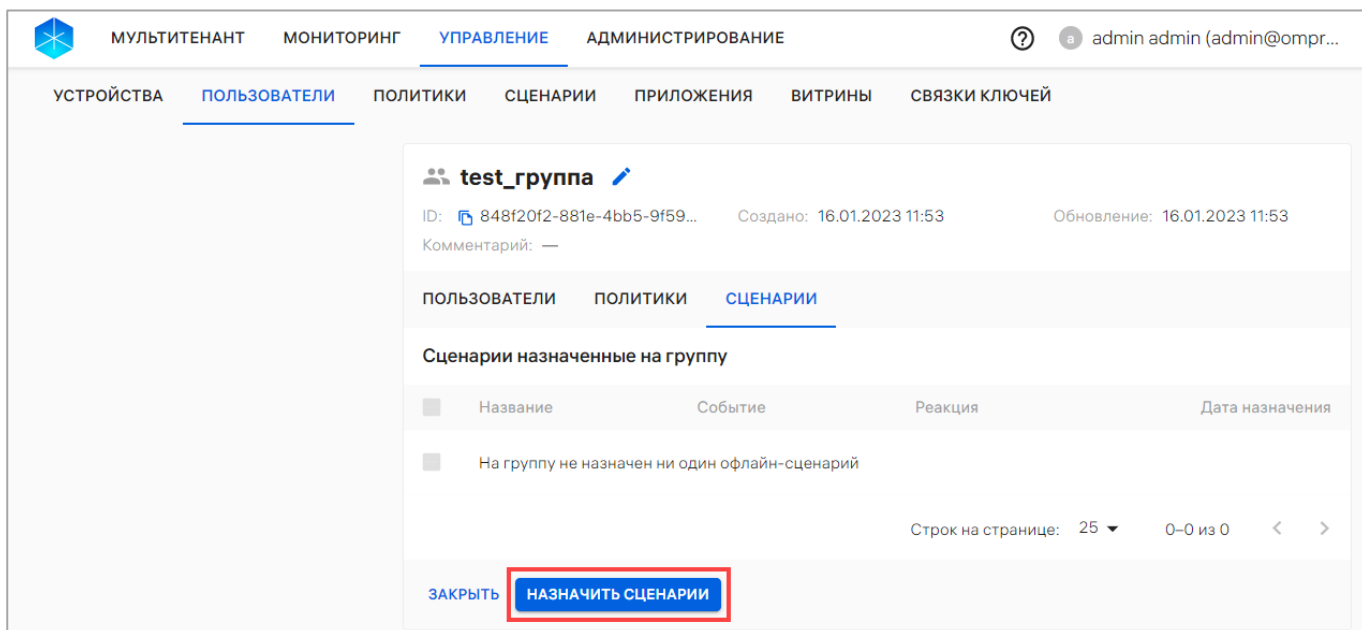 МУЛЬТИТЕНАНТ МОНИТОРИНГ УПРАВЛЕНИЕ АДМИНИСТРИРОВАНИЕ ? a admin admin (admin@ompr...
УСТРОЙСТВА ПОЛЬЗОВАТЕЛИ ПОЛИТИКИ СЦЕНАРИИ ПРИЛОЖЕНИЯ ВИТРИНЫ СВЯЗКИ КЛЮЧЕЙ
test_группа
ID: 848f20f2-881e-4bb5-9f59... Создано: 16.01.2023 11:53 Обновление: 16.01.2023 11:53
Комментарий: —
ПОЛЬЗОВАТЕЛИ ПОЛИТИКИ СЦЕНАРИИ
Сценарии назначенные на группу
Название Событие Реакция Дата назначения
На группу не назначен ни один офлайн-сценарий
Строк на странице: 25 0–0 из 0
ЗАКРЫТЬ НАЗНАЧИТЬ СЦЕНАРИИ